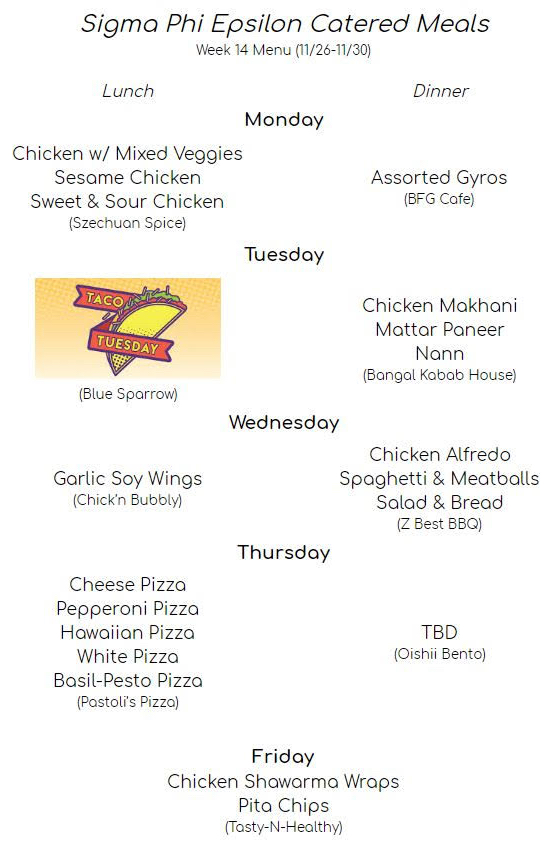 Sigma Phi Epsilon Catered Meals
Week 14 Menu (11/26-11/30)
Lunch
Dinner
Monday
Chicken w/ Mixed Veggies
Sesame Chicken
Sweet & Sour Chicken
(Szechuan Spice)
Assorted Gyros
(BFG Cafe)
Tuesday
TACO
TUESDAY
(Blue Sparrow)
Chicken Makhani
Mattar Paneer
Nann
(Bangal Kabab House)
Wednesday
Garlic Soy Wings
(Chick'n Bubbly)
Chicken Alfredo
Spaghetti & Meatballs
Salad & Bread
(Z Best BBQ)
Thursday
Cheese Pizza
Pepperoni Pizza
Hawaiian Pizza
White Pizza
Basil-Pesto Pizza
(Pastoli's Pizza)
TBD
(Oishii Bento)
Friday
Chicken Shawarma Wraps
Pita Chips
(Tasty-N-Healthy)